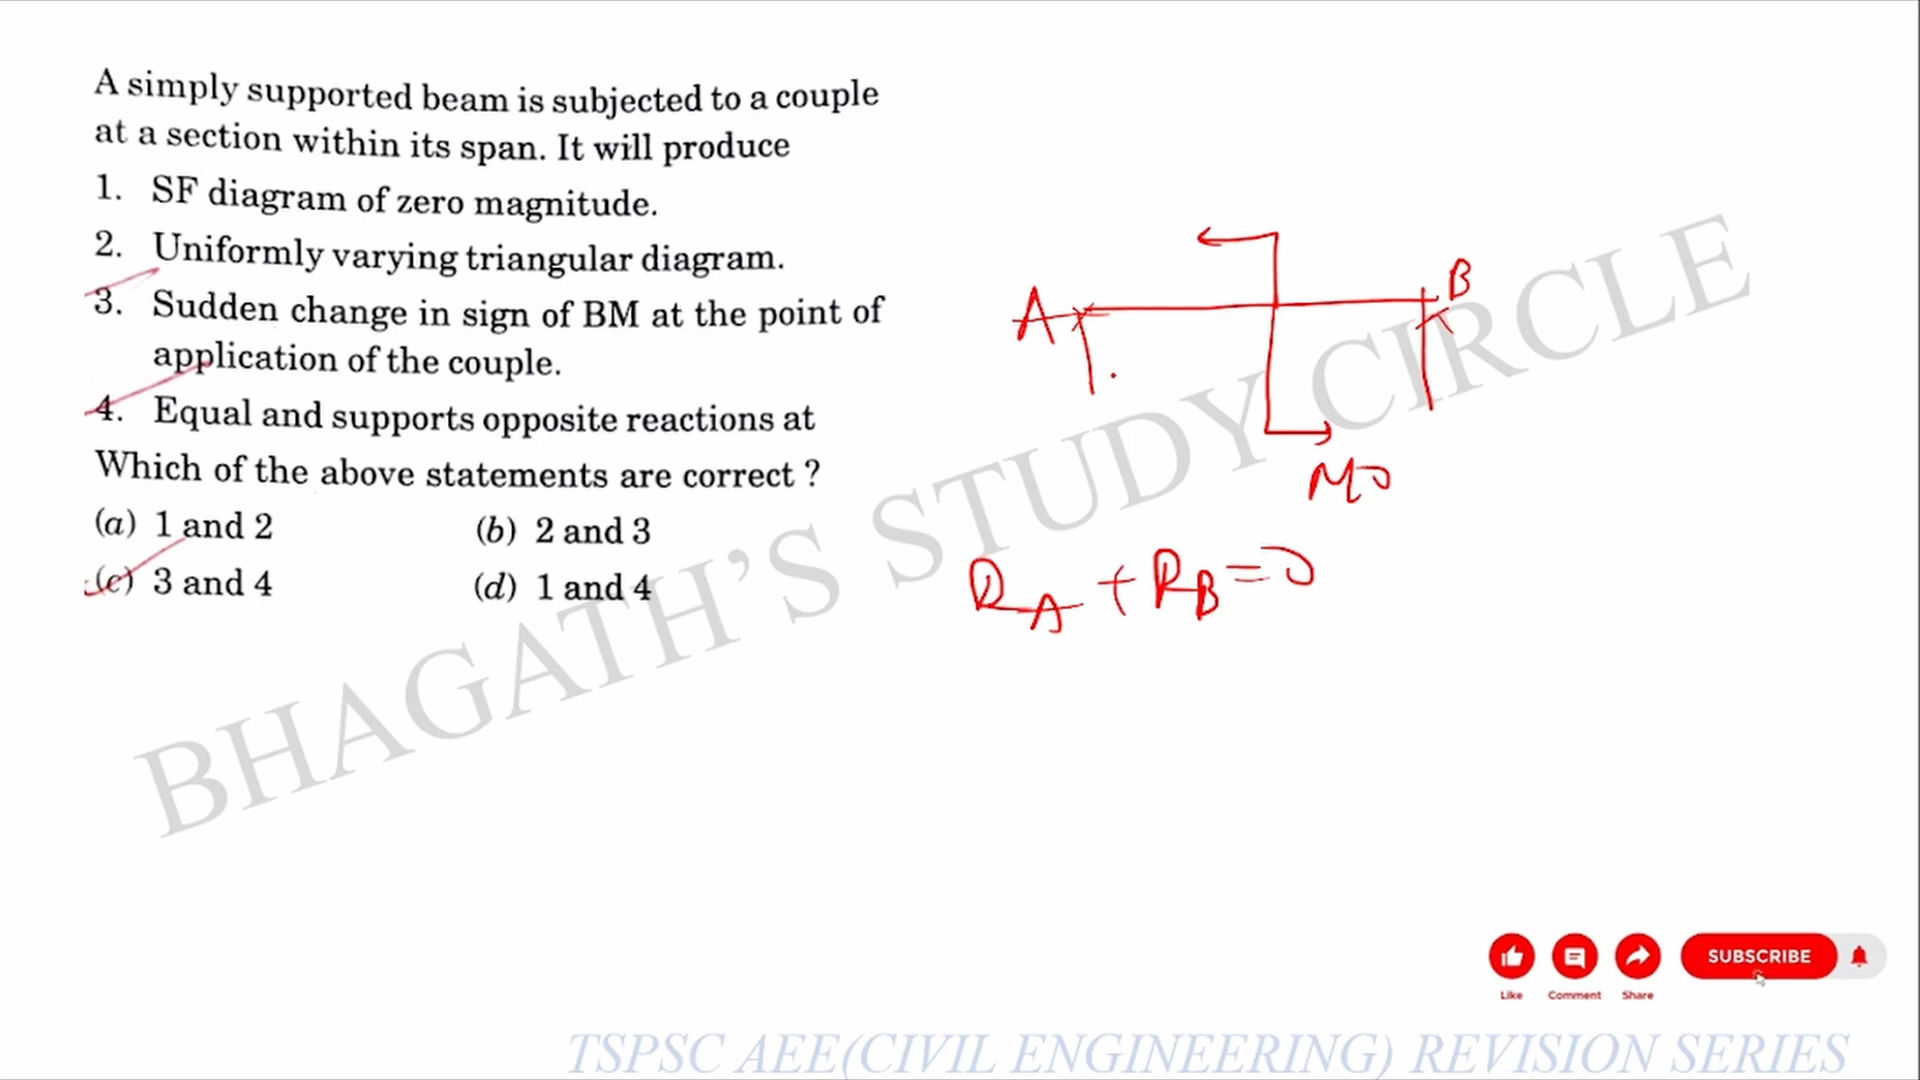 A simply supported beam is subjected to a couple
at a section within its span. It will produce
1. SF diagram of zero magnitude.
2. Uniformly varying triangular diagram.
3. Sudden change in sign of BM at the point of
application of the couple.
4. Equal and supports opposite reactions at
Which of the above statements are correct ?
(a) 1 and 2
(b) 2 and 3
(c) 3 and 4
(d) 1 and 4
A
B
M0
RA + RB = 0
BHAGATH'S STUDY CIRCLE
Like
Comment
Share
SUBSCRIBE
TSPSC AEE(CIVIL ENGINEERING) REVISION SERIES